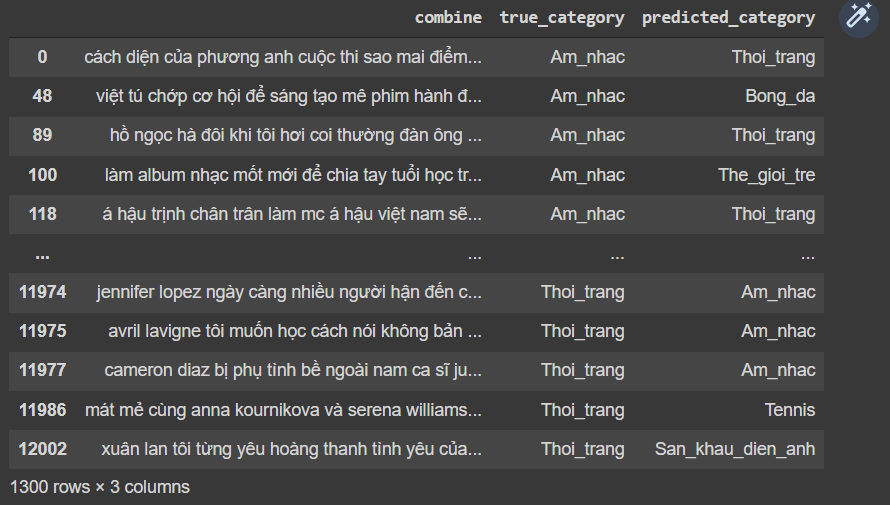 combine true_category predicted_category
0 cách diện của phương anh cuộc thi sao mai điểm... Am_nhac Thoi_trang
48 việt tú chớp cơ hội để sáng tạo mê phim hành đ... Am_nhac Bong_da
89 hồ ngọc hà đôi khi tôi hơi coi thường đàn ông ... Am_nhac Thoi_trang
100 làm album nhạc mốt mới để chia tay tuổi học tr... Am_nhac The_gioi_tre
118 á hậu trịnh chân trân làm mc á hậu việt nam sẽ... Am_nhac Thoi_trang
... ... ... ...
11974 jennifer lopez ngày càng nhiều người hận đến c... Thoi_trang Am_nhac
11975 avril lavigne tôi muốn học cách nói không bản ... Thoi_trang Am_nhac
11977 cameron diaz bị phụ tình bề ngoài nam ca sĩ ju... Thoi_trang Am_nhac
11986 mát mẻ cùng anna kournikova và serena williams... Thoi_trang Tennis
12002 xuân lan tôi từng yêu hoàng thanh tình yêu của... Thoi_trang San_khau_dien_anh
1300 rows × 3 columns